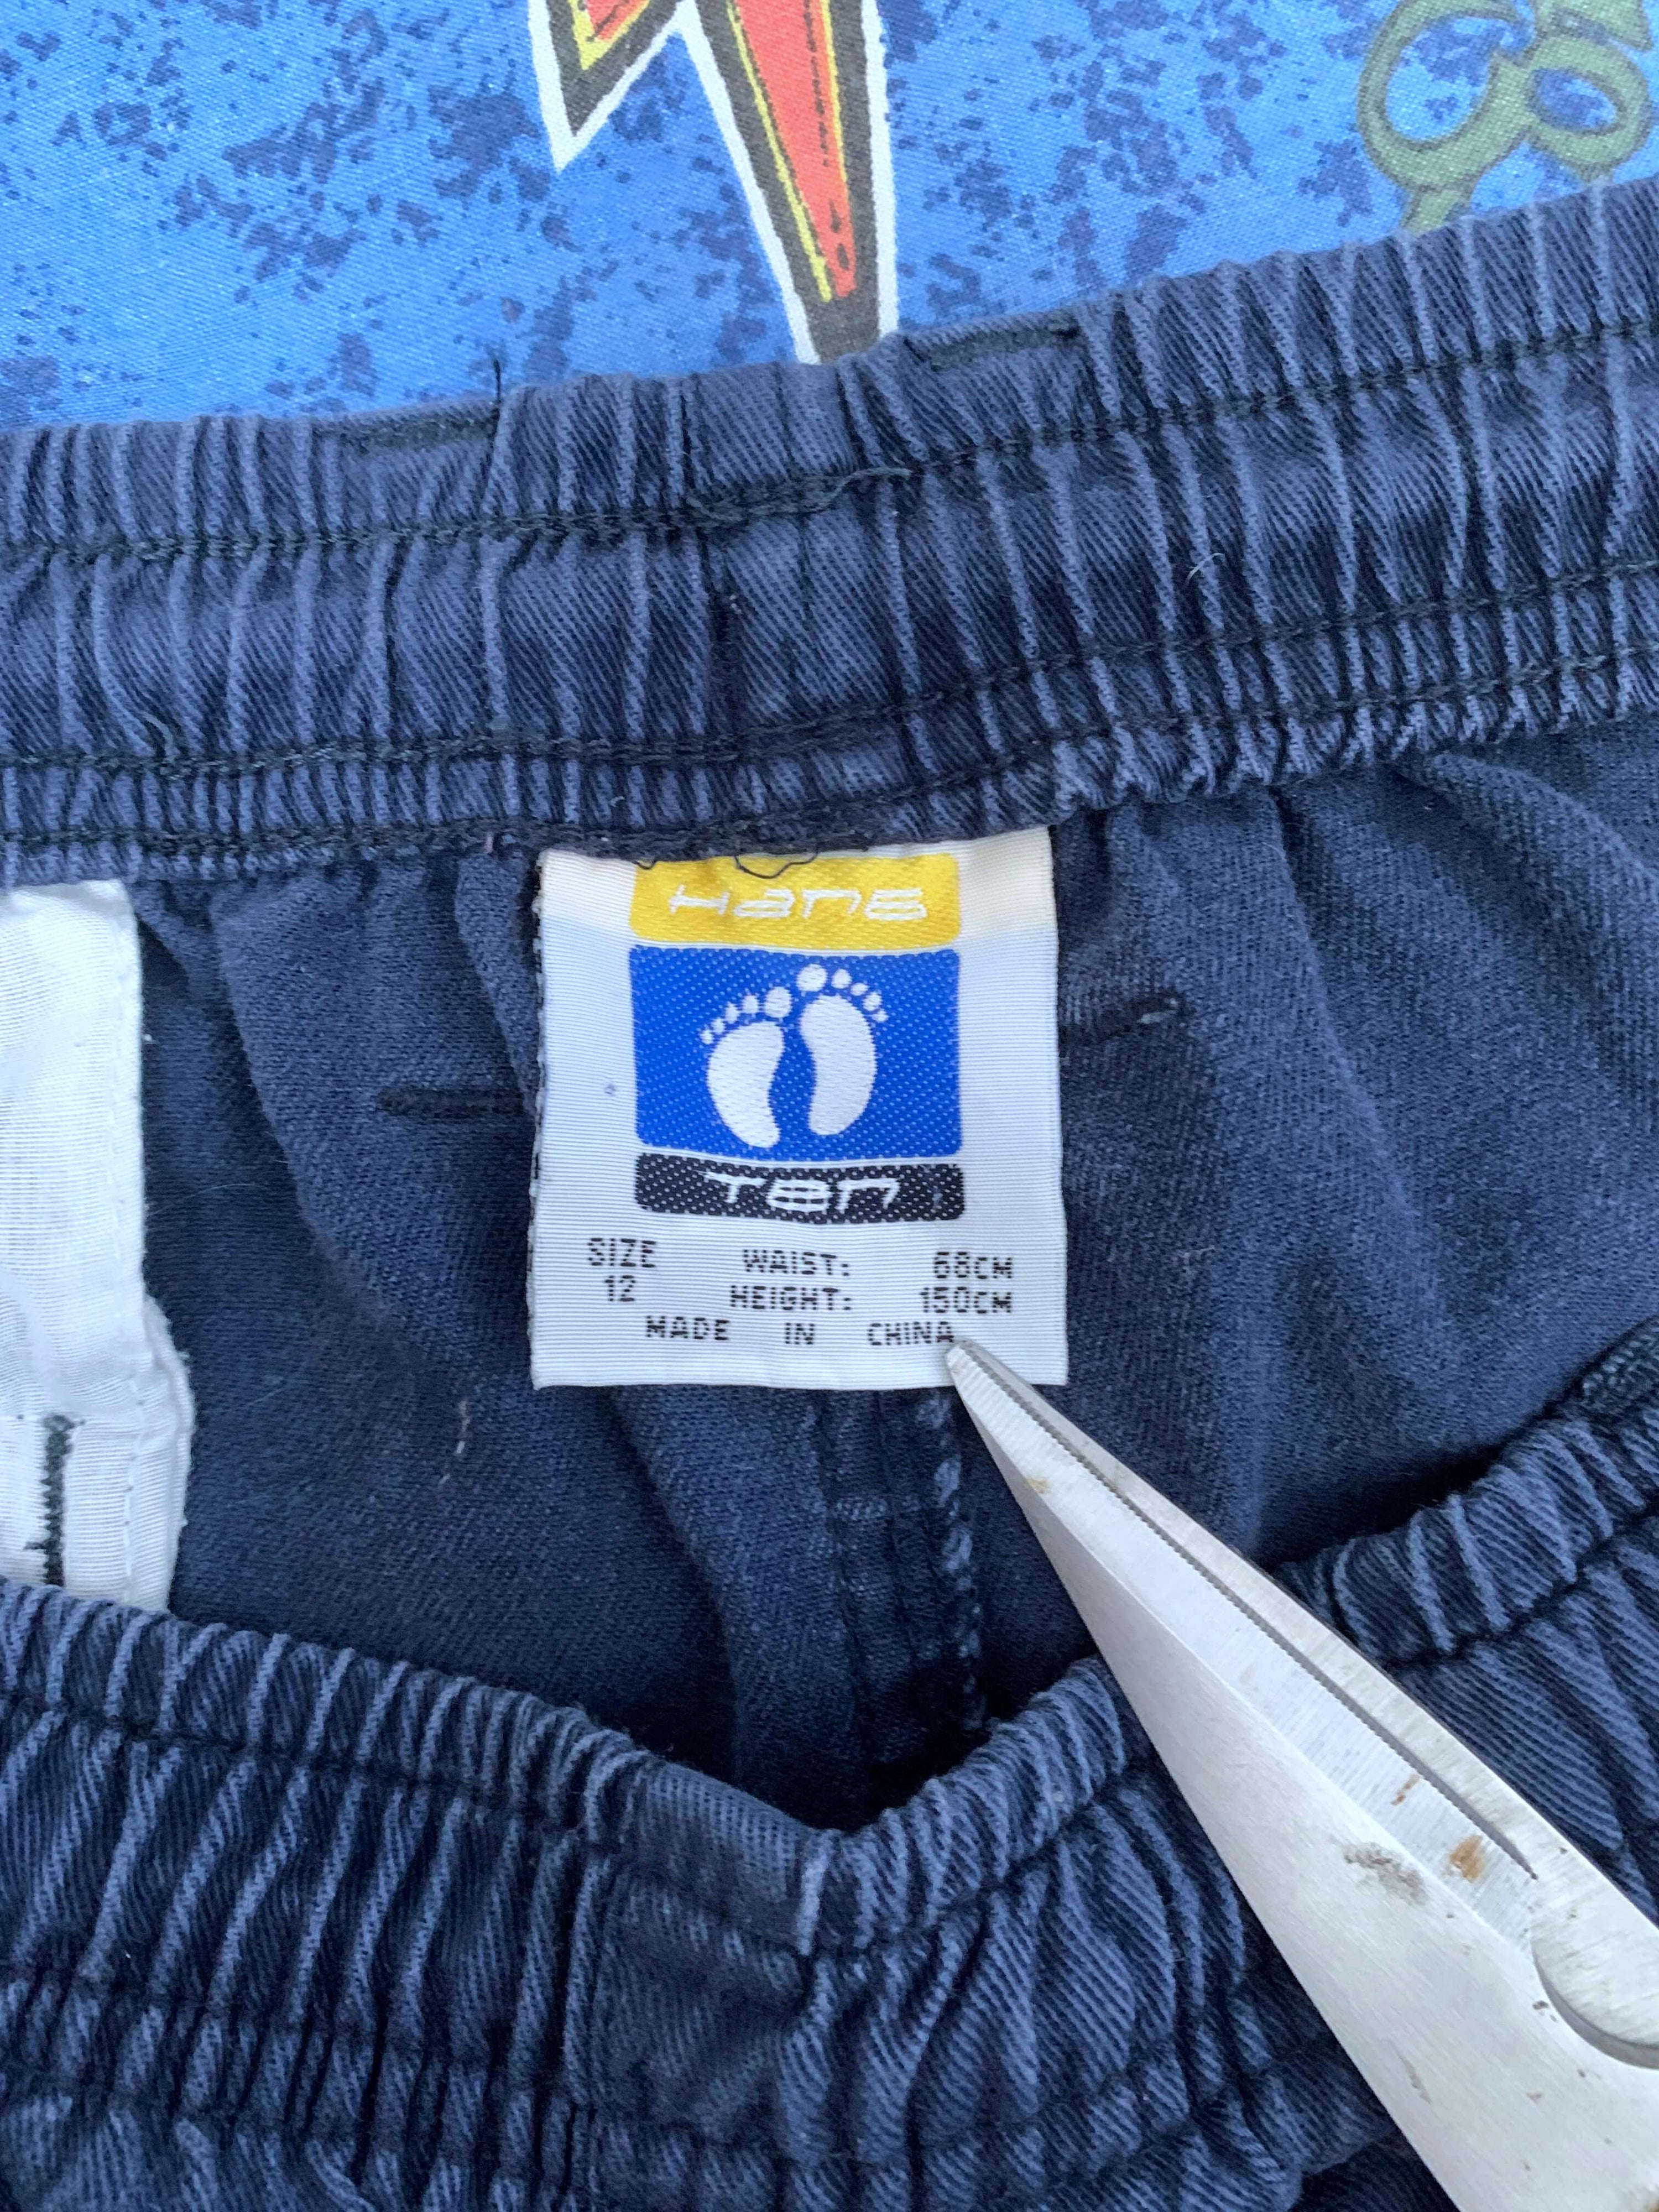 Hang
Ten
SIZE WAIST: 68CM
12 HEIGHT: 150CM
MADE IN CHINA